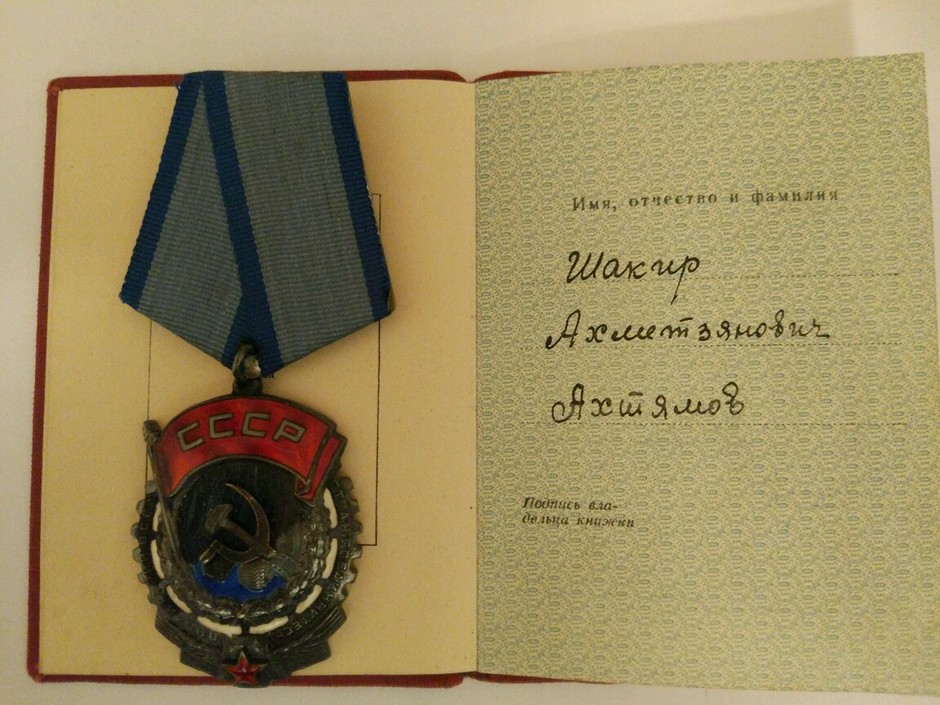 СССР
Имя, отчество и фамилия
Шакир
Ахметзянович
Ахтямов
Подпись вла-
дельца книжки